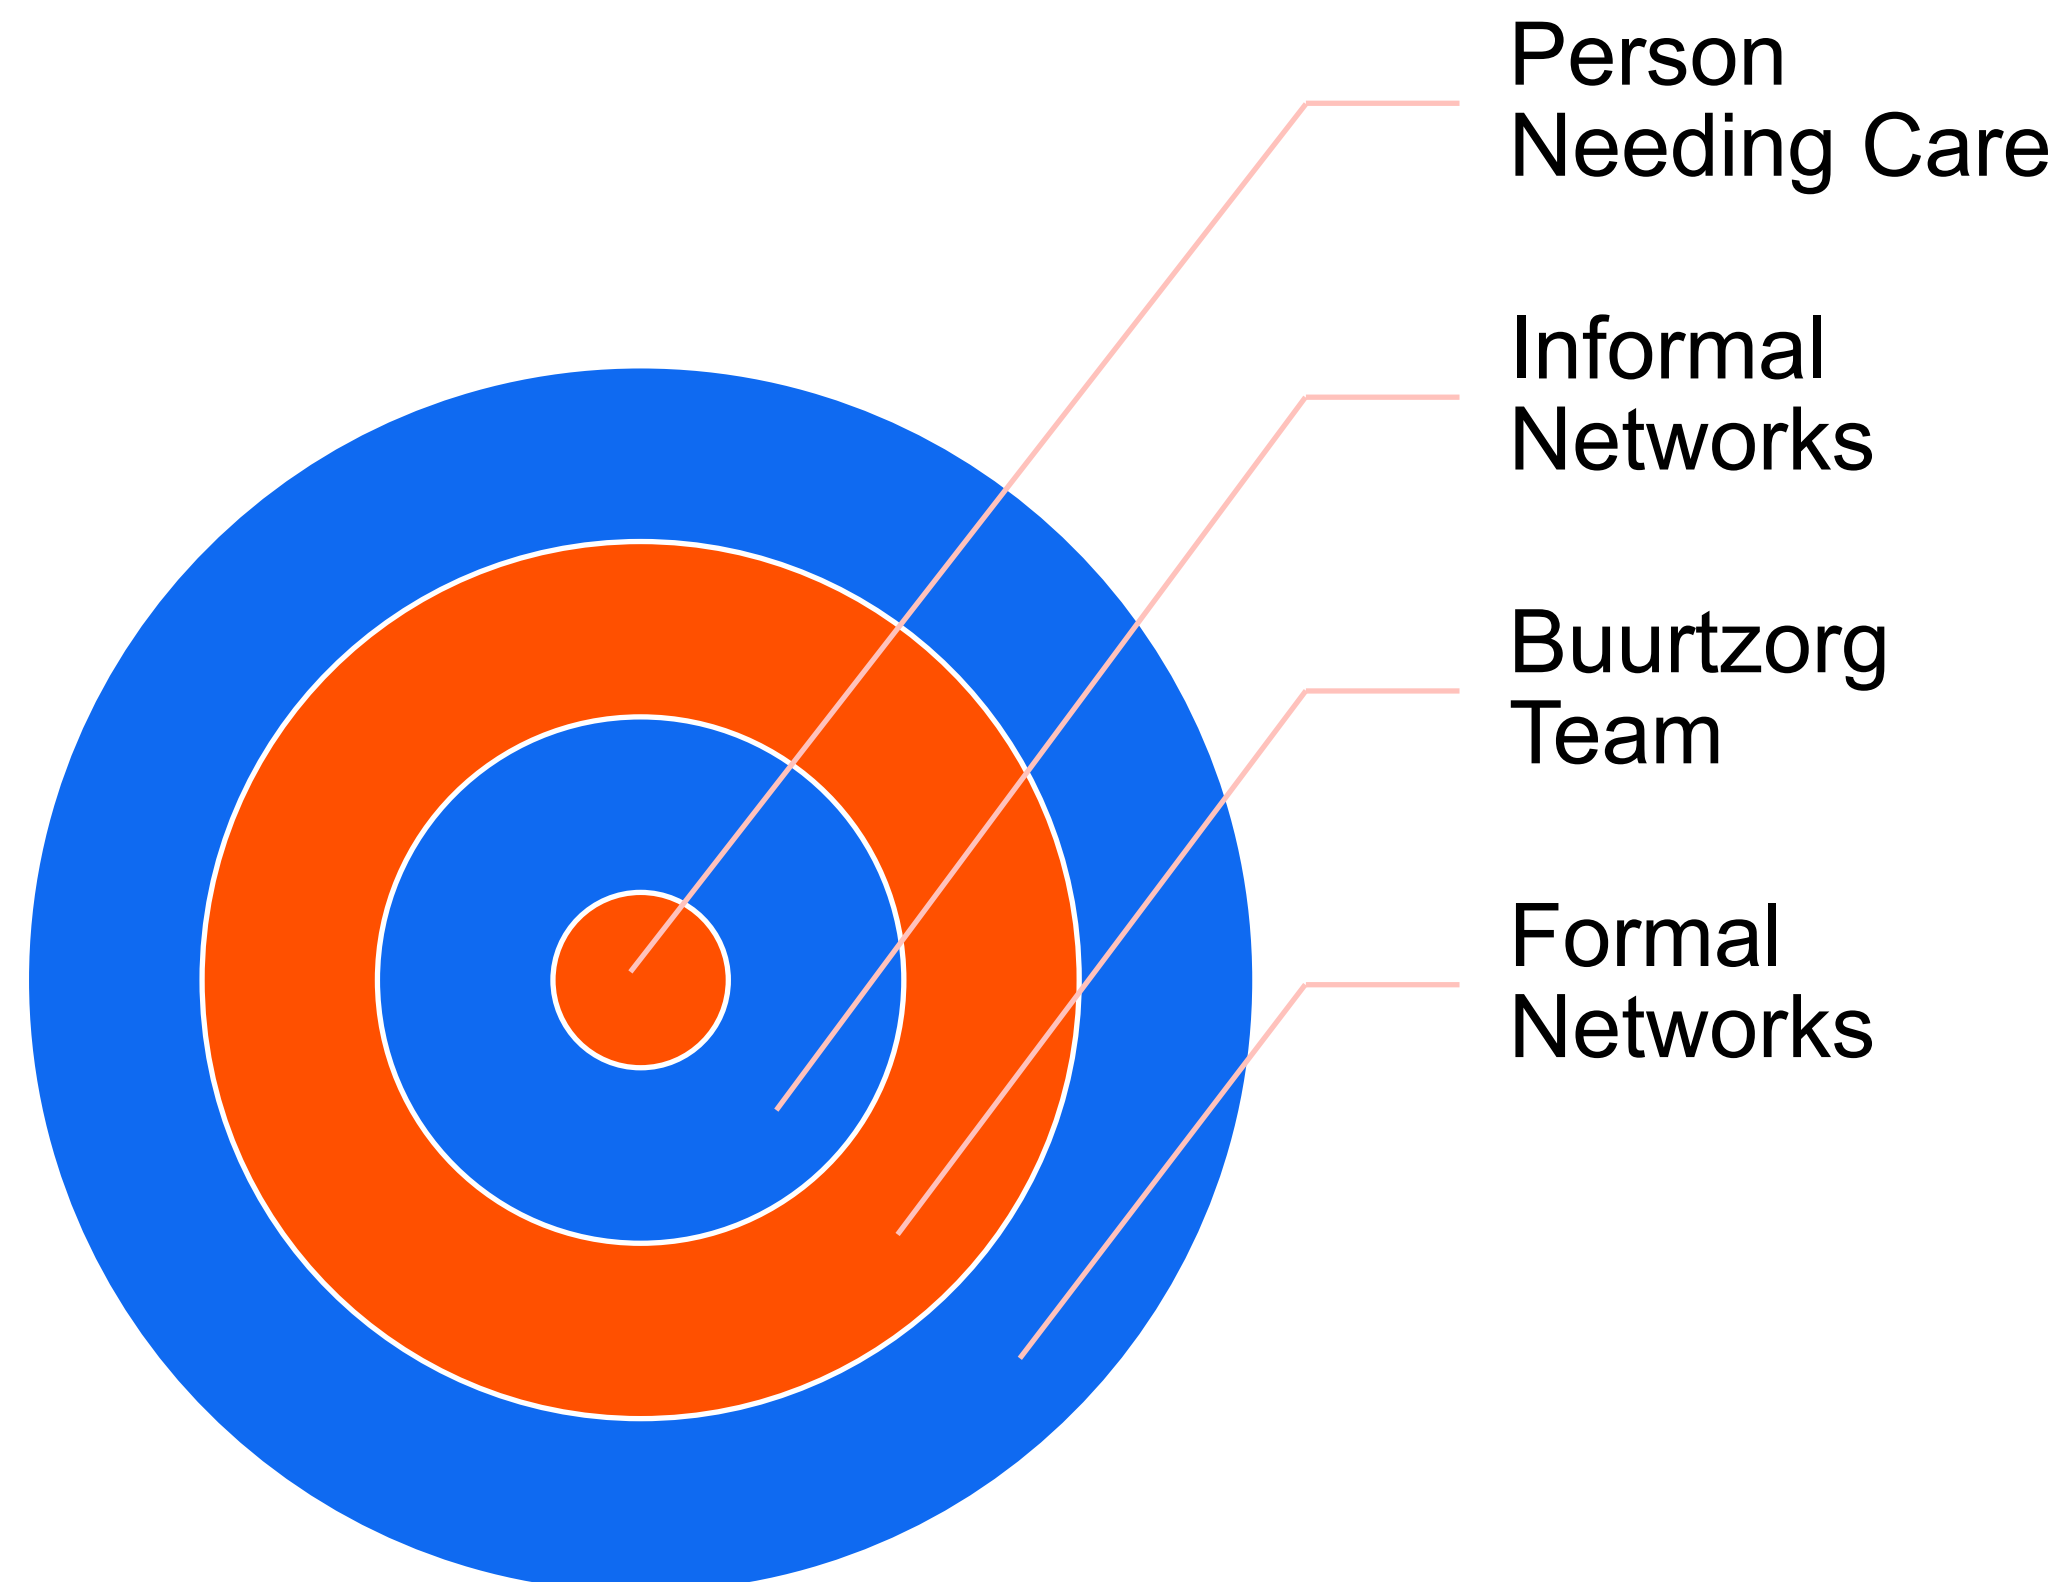 Person
Needing Care
Informal
Networks
Buurtzorg
Team
Formal
Networks